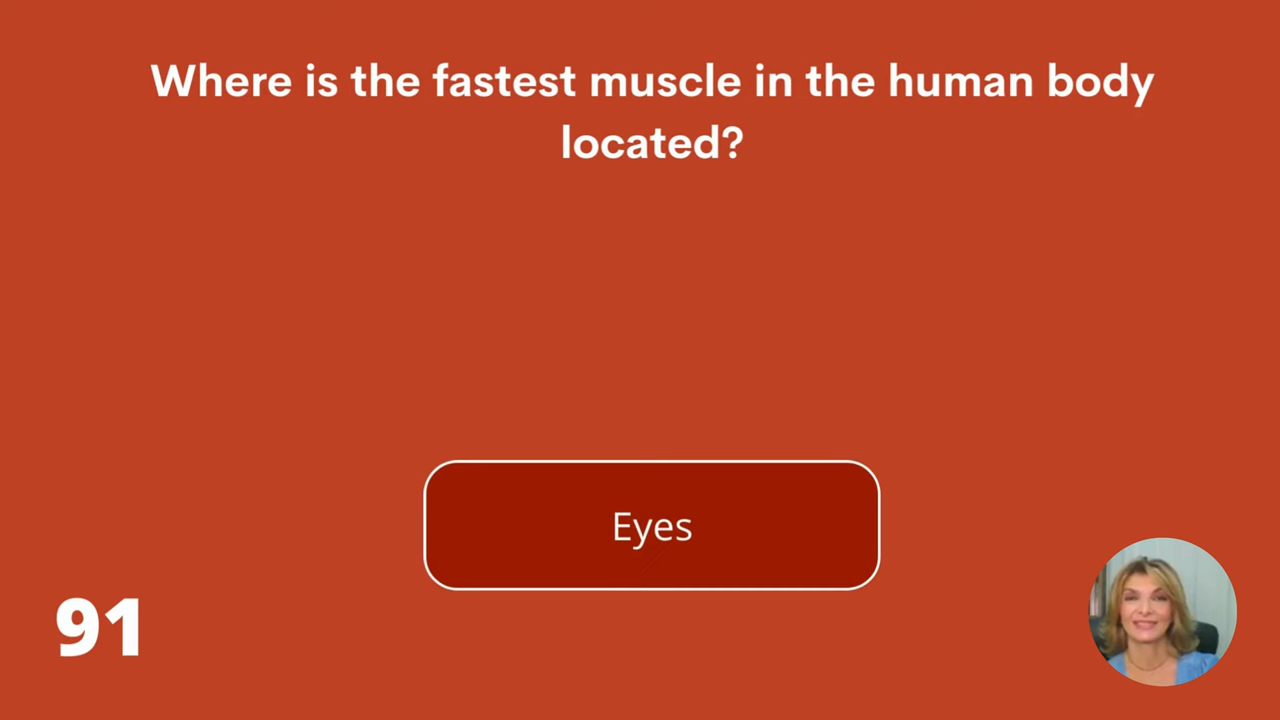 Where is the fastest muscle in the human body
located?
Eyes
91